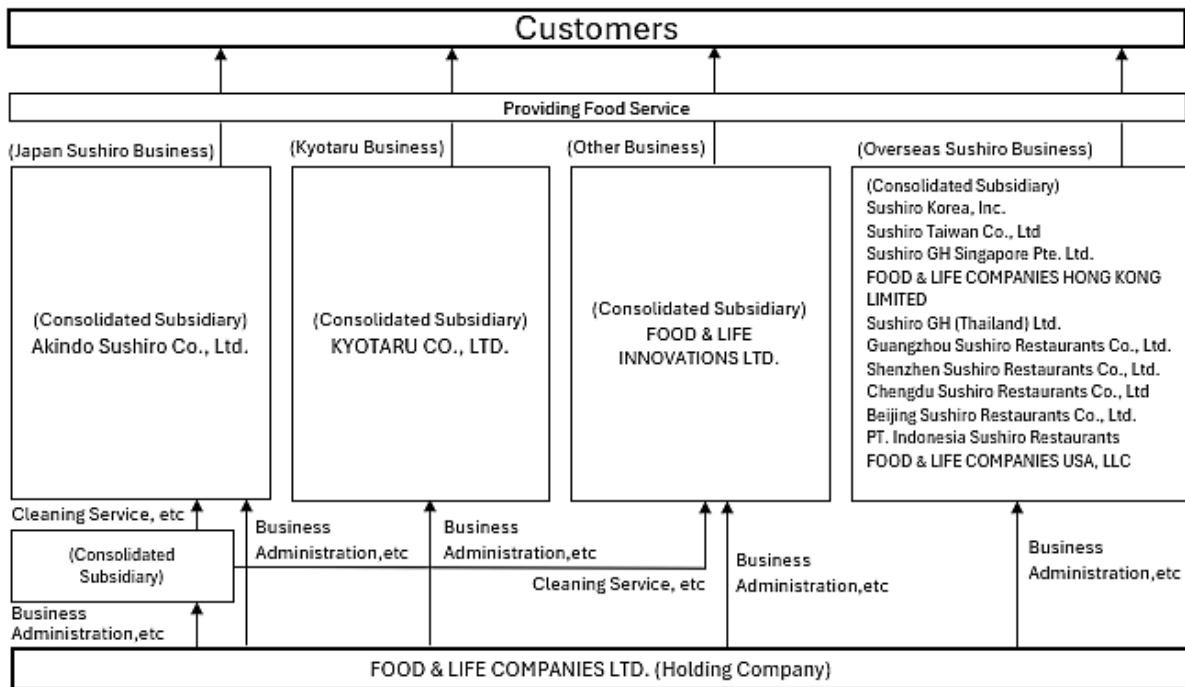 Customers
Providing Food Service
(Japan Sushiro Business)
(Kyotaru Business)
(Other Business)
(Overseas Sushiro Business)
(Consolidated Subsidiary)
Akindo Sushiro Co., Ltd.
(Consolidated Subsidiary)
KYOTARU CO., LTD.
(Consolidated Subsidiary)
FOOD & LIFE
INNOVATIONS LTD.
(Consolidated Subsidiary)
Sushiro Korea, Inc.
Sushiro Taiwan Co., Ltd
Sushiro GH Singapore Pte. Ltd.
FOOD & LIFE COMPANIES HONG KONG
LIMITED
Sushiro GH (Thailand) Ltd.
Guangzhou Sushiro Restaurants Co., Ltd.
Shenzhen Sushiro Restaurants Co., Ltd.
Chengdu Sushiro Restaurants Co., Ltd
Beijing Sushiro Restaurants Co., Ltd.
PT. Indonesia Sushiro Restaurants
FOOD & LIFE COMPANIES USA, LLC
Cleaning Service, etc
(Consolidated
Subsidiary)
Business
Administration,etc
Business
Administration,etc
Business
Administration,etc
Cleaning Service, etc
Business
Administration,etc
Business
Administration,etc
FOOD & LIFE COMPANIES LTD. (Holding Company)